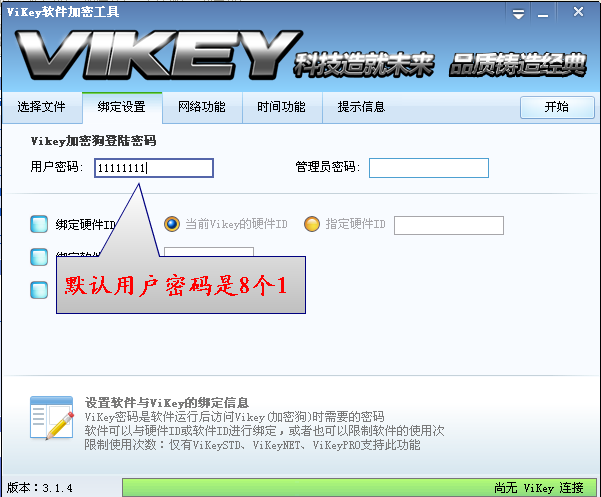 ViKey软件加密工具
VIKEY 科技造就未来 品质铸造经典
选择文件 绑定设置 网络功能 时间功能 提示信息 开始
Vikey加密狗登陆密码
用户密码: 11111111 管理员密码:
绑定硬件ID 当前Vikey的硬件ID 指定硬件ID
默认用户密码是8个1
设置软件与ViKey的绑定信息
ViKey密码是软件运行后访问Vikey(加密狗)时需要的密码
软件可以与硬件ID或软件ID进行绑定，或者也可以限制软件的使用次
限制使用次数：仅有ViKeySTD、ViKeyNET、ViKeyPRO支持此功能
版本：3.1.4 尚无 ViKey 连接